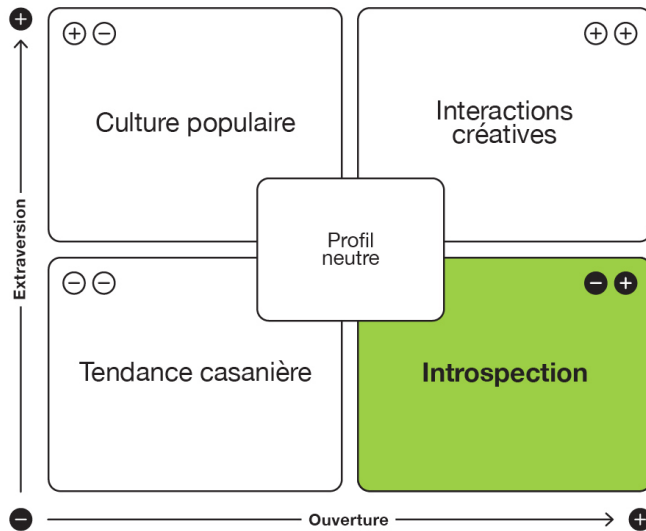 Culture populaire
Interactions
créatives
Profil
neutre
Extraversion
Tendance casanière
Introspection
Ouverture